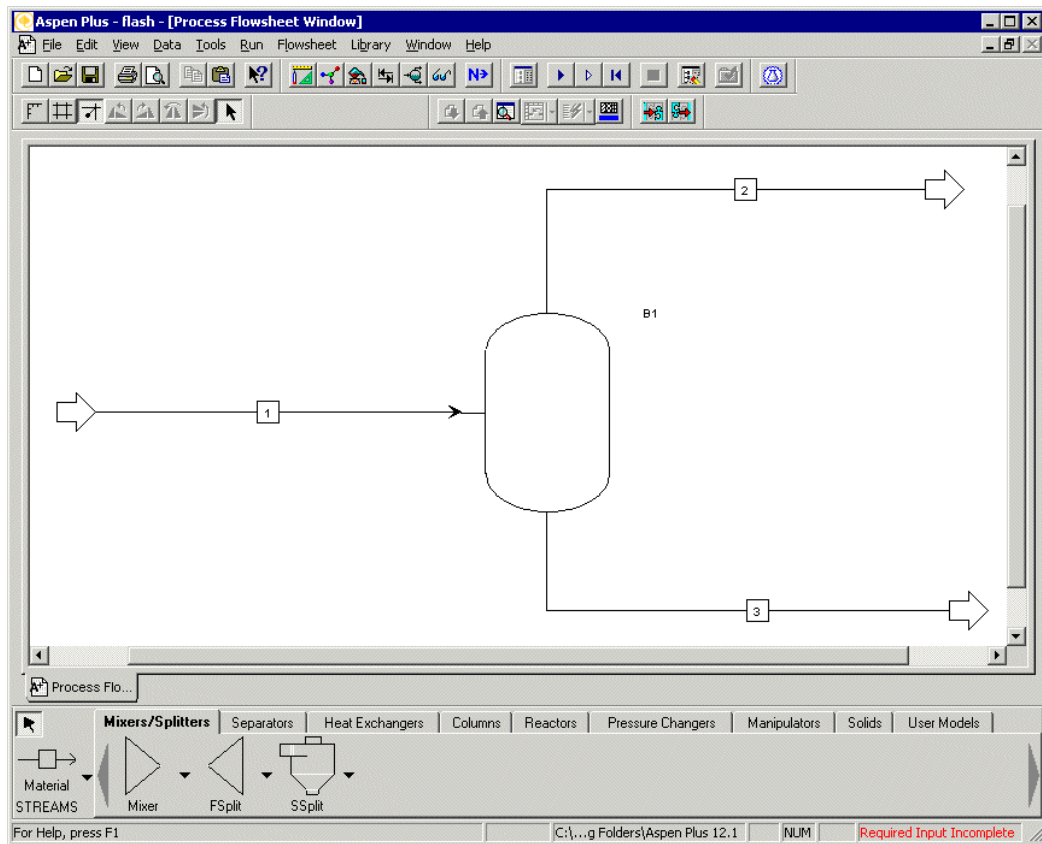 Aspen Plus - flash - [Process Flowsheet Window]
File Edit View Data Tools Run Flowsheet Library Window Help
N>
2
B1
1
3
Process Flo...
Mixers/Splitters Separators Heat Exchangers Columns Reactors Pressure Changers Manipulators Solids User Models
Material
STREAMS Mixer FSplit SSplit
For Help, press F1 C:\...g Folders\Aspen Plus 12.1 NUM Required Input Incomplete